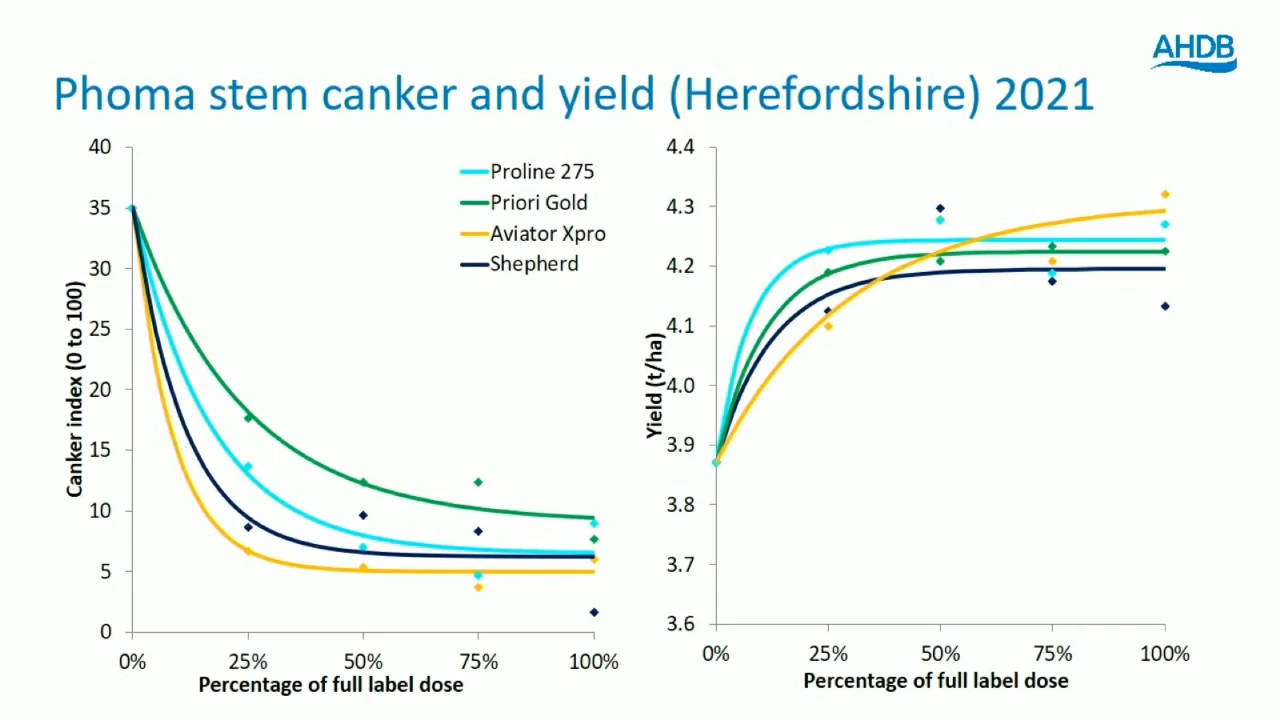 AHDB
Phoma stem canker and yield (Herefordshire) 2021
40
35
30
25
20
15
10
5
0
Canker index (0 to 100)
0% 25% 50% 75% 100%
Percentage of full label dose
Proline 275
Priori Gold
Aviator Xpro
Shepherd
4.4
4.3
4.2
4.1
4.0
3.9
3.8
3.7
3.6
Yield (t/ha)
0% 25% 50% 75% 100%
Percentage of full label dose